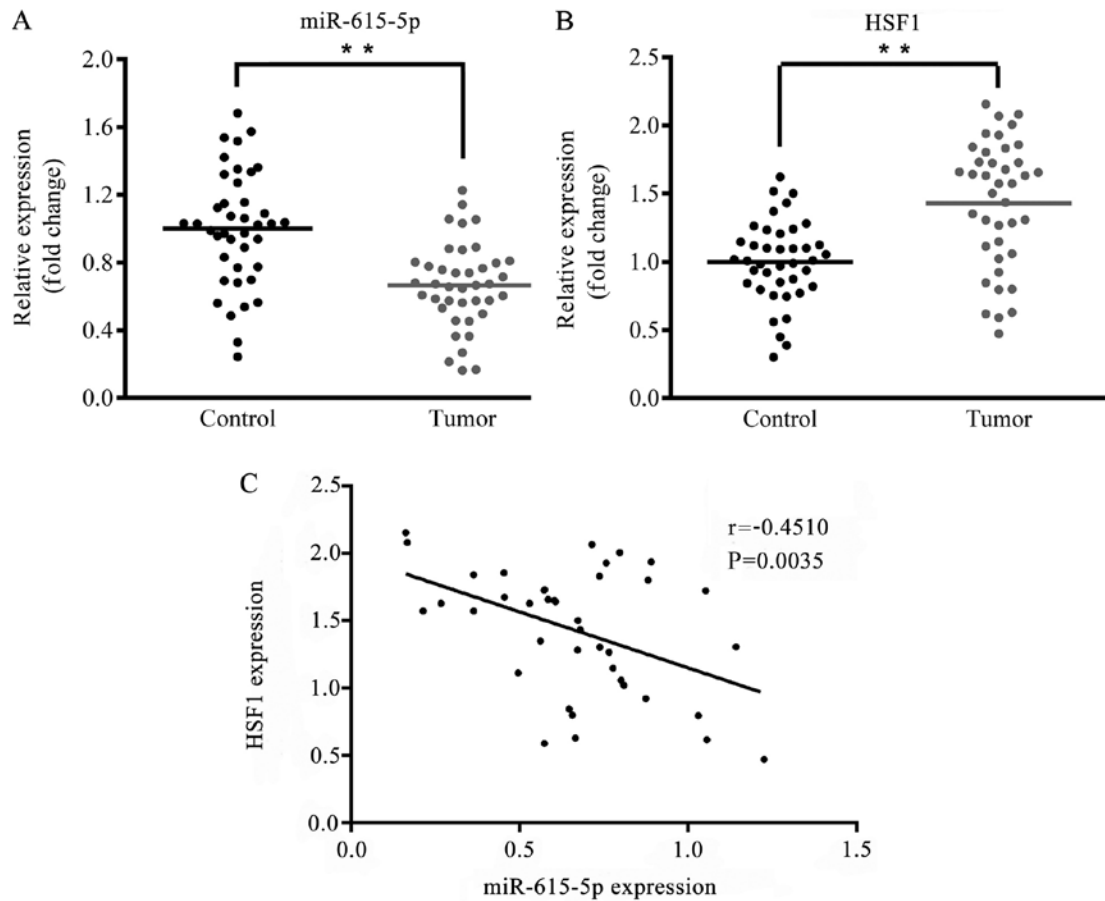 A
miR-615-5p
**
Relative expression
(fold change)
2.0
1.6
1.2
0.8
0.4
0.0
Control
Tumor
B
HSF1
**
Relative expression
(fold change)
2.5
2.0
1.5
1.0
0.5
0.0
Control
Tumor
C
HSF1 expression
2.5
2.0
1.5
1.0
0.5
0.0
r=-0.4510
P=0.0035
0.0 0.5 1.0 1.5
miR-615-5p expression